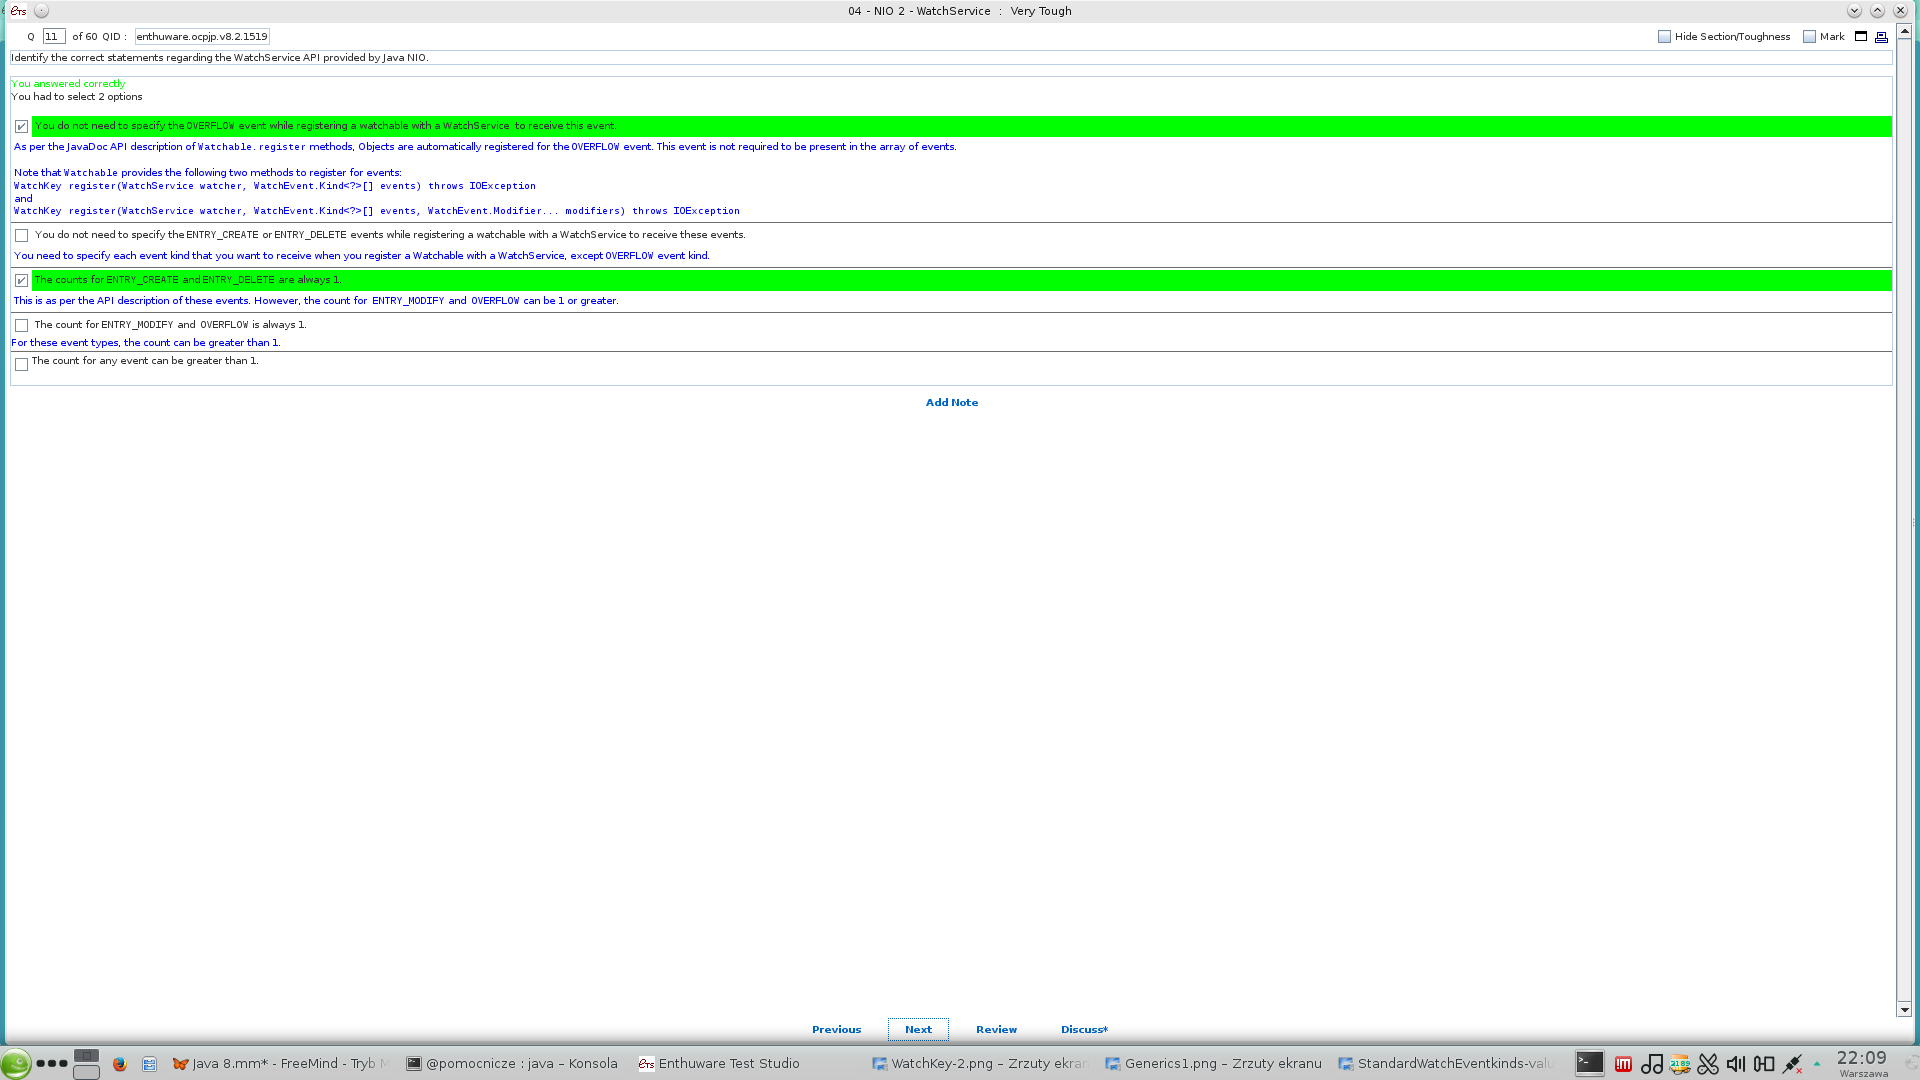 eTS
04 - NIO 2 - WatchService : Very Tough
Q 11 of 60 QID : enthuware.ocpjp.v8.2.1519
Hide Section/Toughness Mark
Identify the correct statements regarding the WatchService API provided by Java NIO.
You answered correctly
You had to select 2 options
You do not need to specify the OVERFLOW event while registering a watchable with a WatchService to receive this event.
As per the JavaDoc API description of Watchable.register methods, Objects are automatically registered for the OVERFLOW event. This event is not required to be present in the array of events.
Note that Watchable provides the following two methods to register for events:
WatchKey register(WatchService watcher, WatchEvent.Kind<?>[] events) throws IOException
and
WatchKey register(WatchService watcher, WatchEvent.Kind<?>[] events, WatchEvent.Modifier... modifiers) throws IOException
You do not need to specify the ENTRY_CREATE or ENTRY_DELETE events while registering a watchable with a WatchService to receive these events.
You need to specify each event kind that you want to receive when you register a Watchable with a WatchService, except OVERFLOW event kind.
The counts for ENTRY_CREATE and ENTRY_DELETE are always 1.
This is as per the API description of these events. However, the count for ENTRY_MODIFY and OVERFLOW can be 1 or greater.
The count for ENTRY_MODIFY and OVERFLOW is always 1.
For these event types, the count can be greater than 1.
The count for any event can be greater than 1.
Add Note
Previous Next Review Discuss*
Java 8.mm* - FreeMind - Tryb M @pomocnicze : java – Konsola eTS Enthuware Test Studio WatchKey-2.png – Zrzuty ekran Generics1.png – Zrzuty ekranu StandardWatchEventkinds-valu 22:09
Warszawa